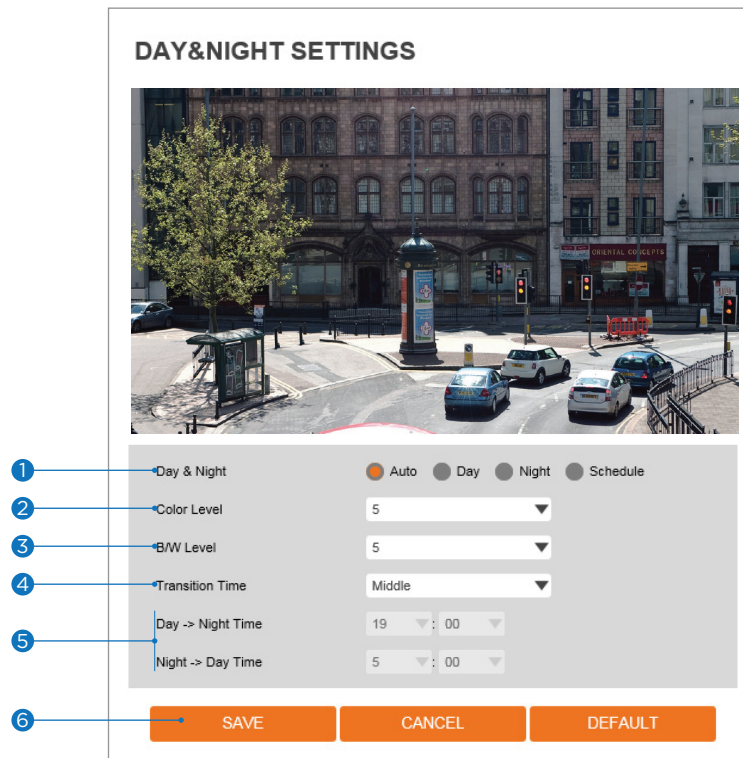 DAY&NIGHT SETTINGS
ORIENTAL CONCEPTS
1 Day & Night Auto Day Night Schedule
2 Color Level 5
3 B/W Level 5
4 Transition Time Middle
5 Day -> Night Time 19 : 00
Night -> Day Time 5 : 00
6 SAVE CANCEL DEFAULT